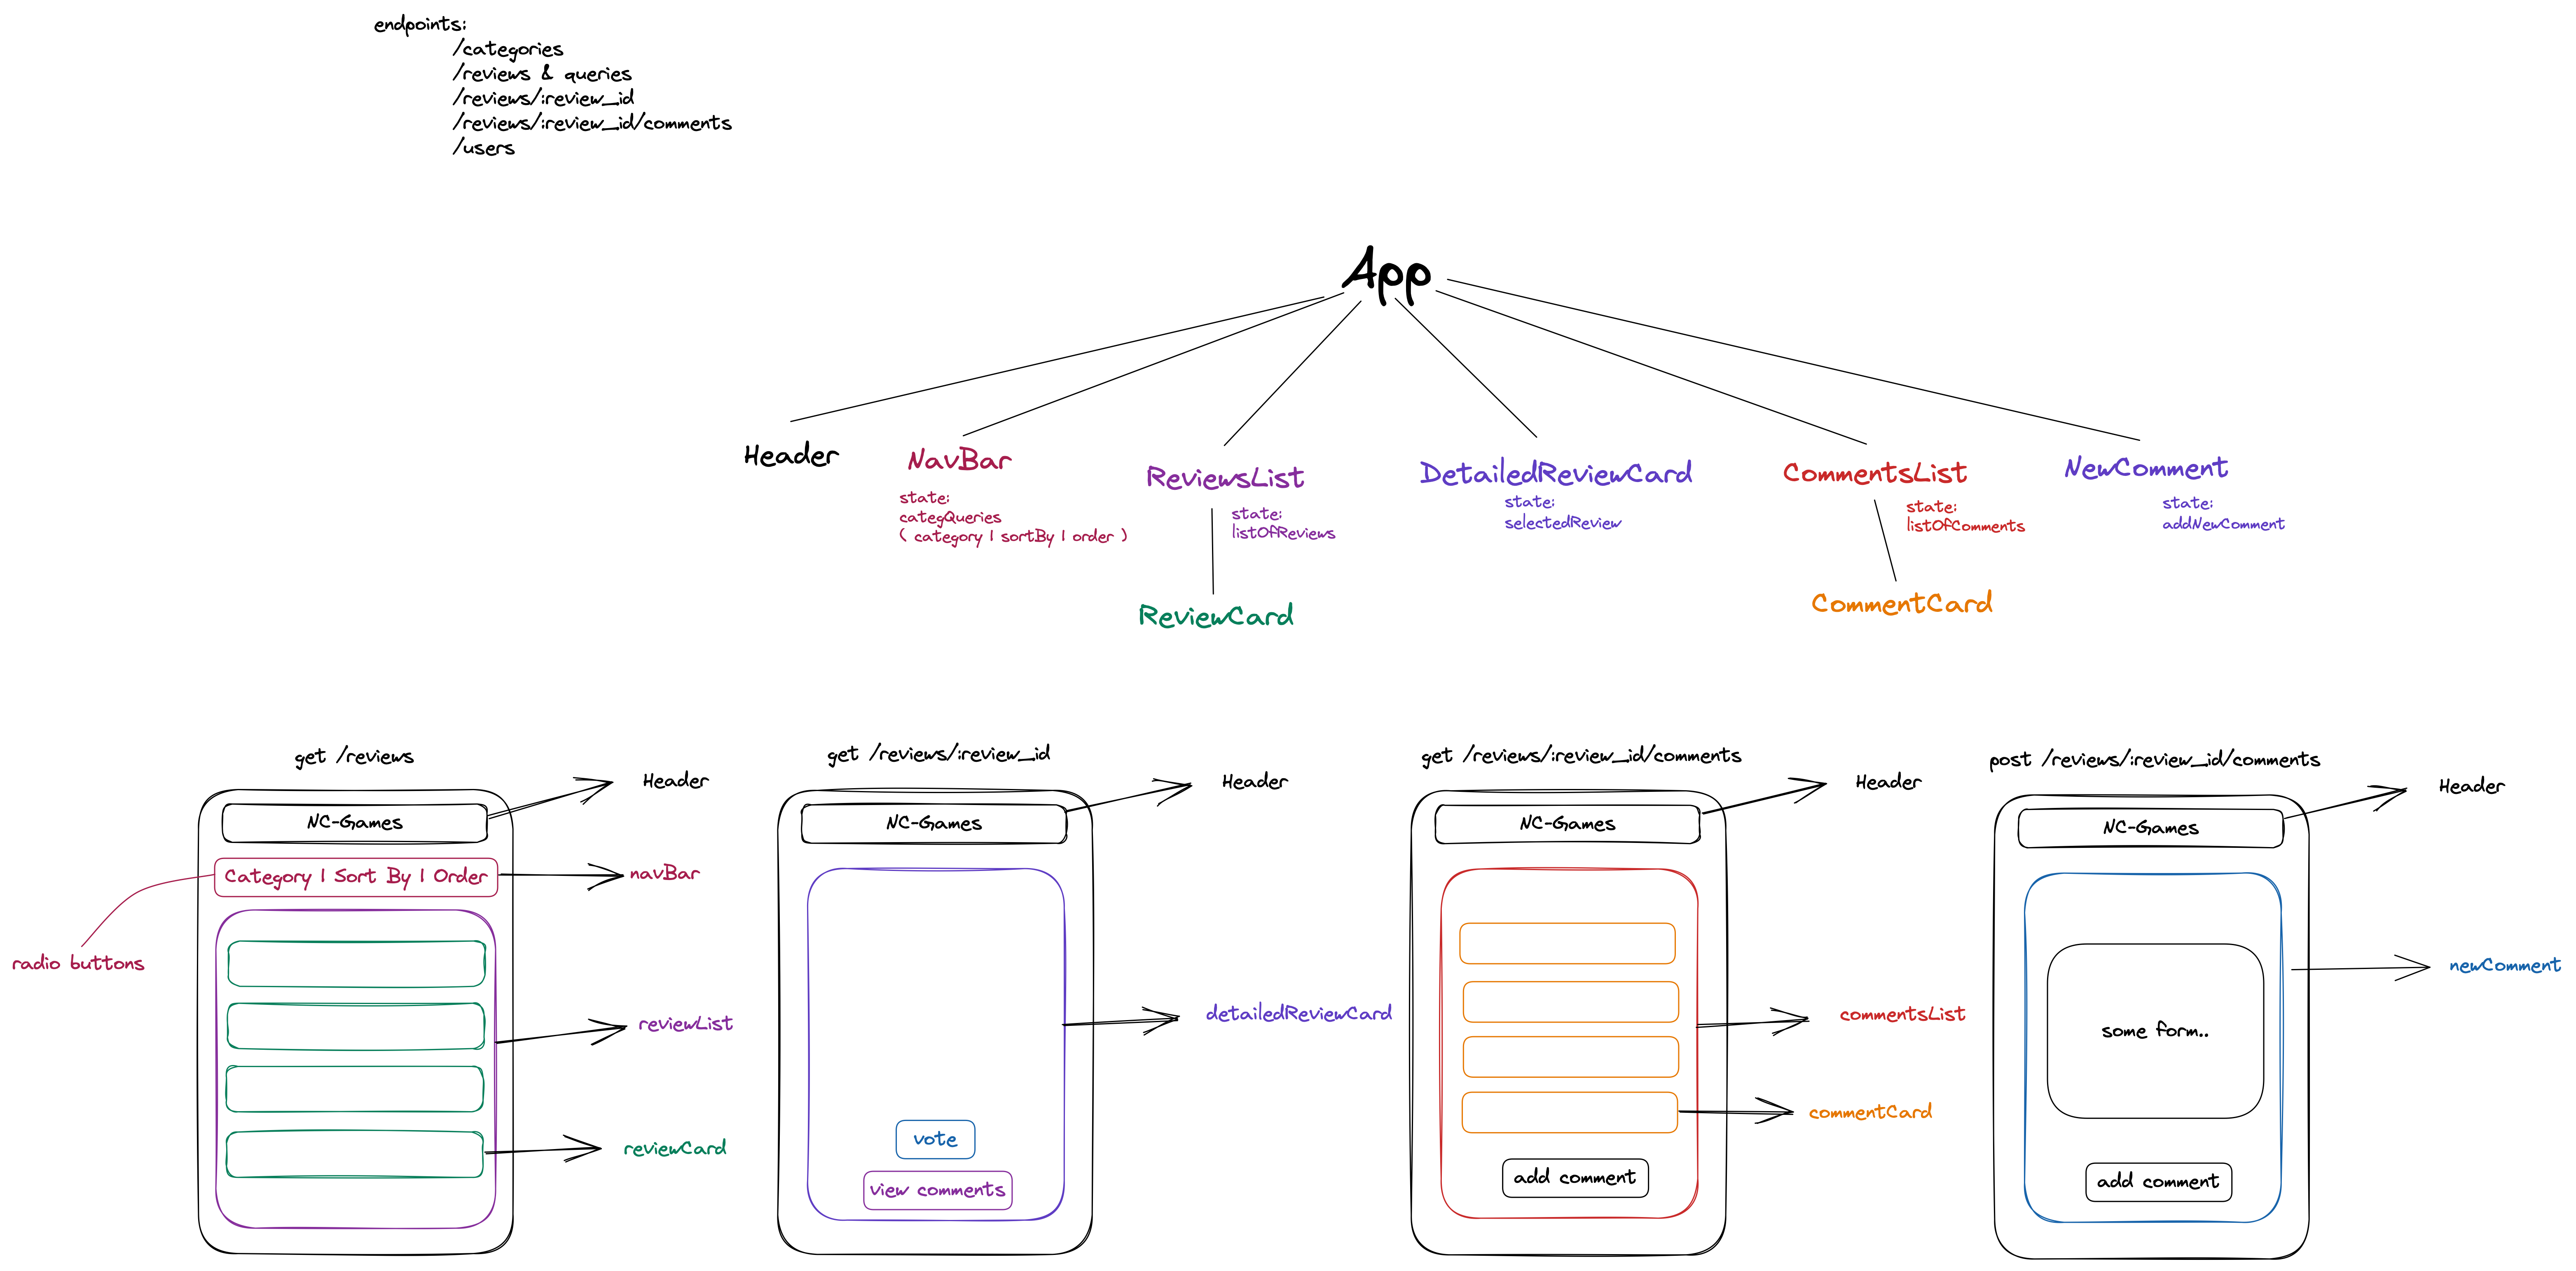 endpoints:
/categories
/reviews & queries
/reviews/:review_id
/reviews/:review_id/comments
/users
App
Header
NavBar
state:
categQueries
( category | sortBy | order )
ReviewsList
state:
listOfReviews
DetailedReviewCard
state:
selectedReview
CommentsList
state:
listOfComments
NewComment
state:
addNewComment
ReviewCard
CommentCard
get /reviews
Header
NC-Games
Category | Sort By | Order
navBar
radio buttons
reviewList
reviewCard
get /reviews/:review_id
Header
NC-Games
detailedReviewCard
vote
view comments
get /reviews/:review_id/comments
Header
NC-Games
commentsList
commentCard
add comment
post /reviews/:review_id/comments
Header
NC-Games
newComment
some form..
add comment